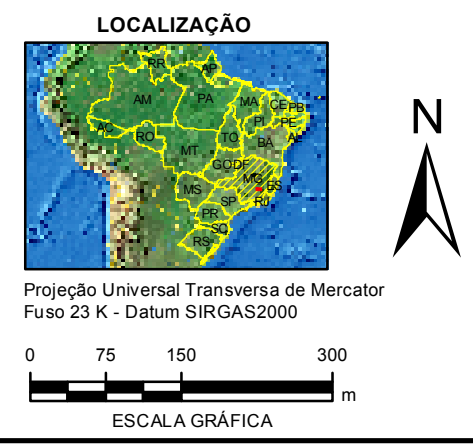 LOCALIZAÇÃO
RR AP
AM PA MA CE PB
PI PE
AC RO TO A
MT BA
GO DF
MG ES
MS SP RJ
PR
SC
RS
N
Projeção Universal Transversa de Mercator
Fuso 23 K - Datum SIRGAS2000
0 75 150 300
m
ESCALA GRÁFICA